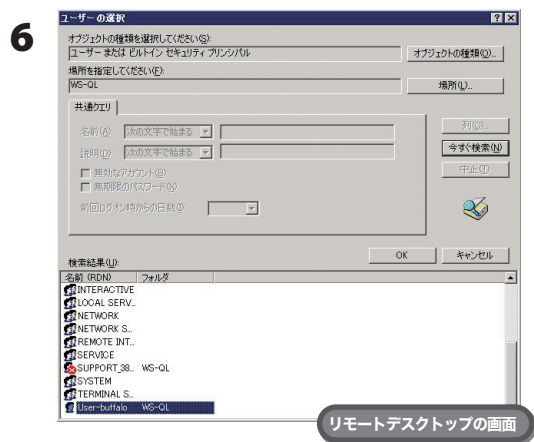 6
ユーザーの選択
オブジェクトの種類を選択してください(S):
ユーザー または ビルトイン セキュリティ プリンシパル
オブジェクトの種類(O)...
場所を指定してください(F):
WS-QL
場所(L)...
共通クエリ
名前(A):
次の文字で始まる
列(C)...
説明(D):
次の文字で始まる
今すぐ検索(N)
無効なアカウント(B)
中止(T)
無期限のパスワード(X)
前回ログオン時からの日数(I):
OK
キャンセル
検索結果(U):
名前 (RDN)
フォルダ
INTERACTIVE
LOCAL SERV...
NETWORK
NETWORK S...
REMOTE INT...
SERVICE
SUPPORT_38... WS-QL
SYSTEM
TERMINAL S...
User-buffalo WS-QL
リモートデスクトップの画面